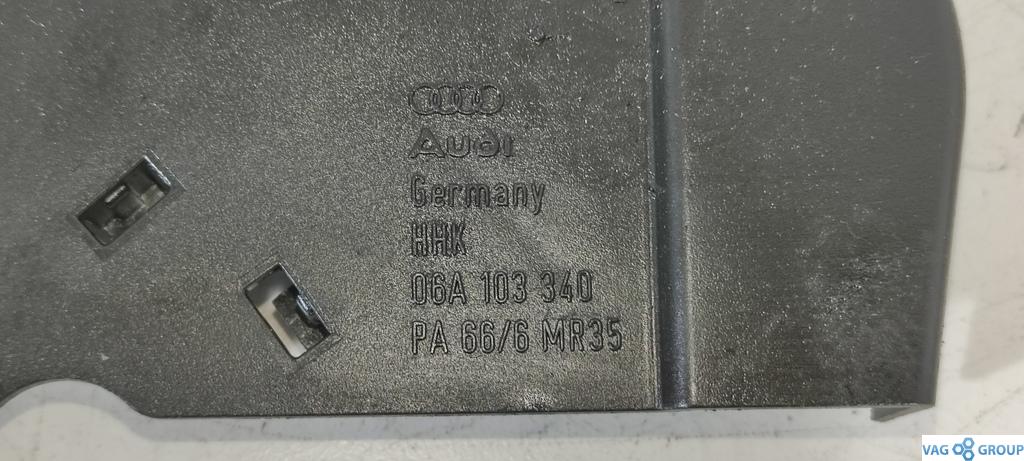 Audi
Germany
HHK
06A 103 340
PA 66/6 MR35
VAG GROUP